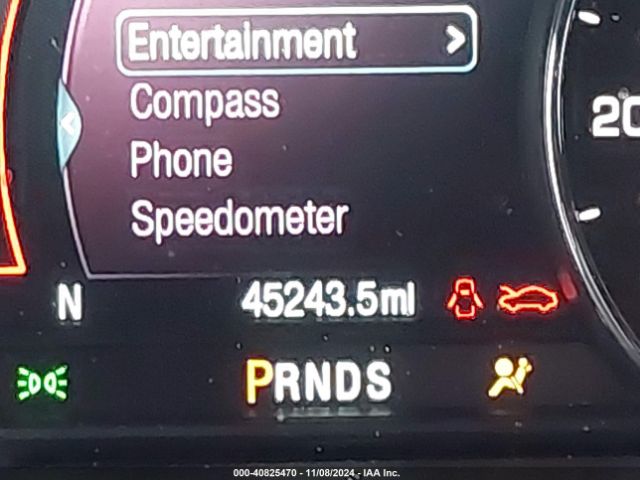 Entertainment >
Compass
Phone
Speedometer
20
N 45243.5mi
PRNDS
000-40825470 - 11/08/2024 - IAA Inc.